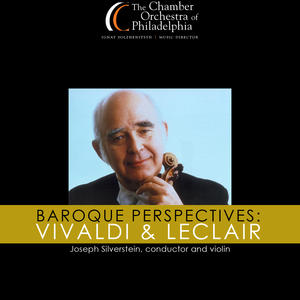 The Chamber
Orchestra of
Philadelphia
IGNAT SOLZHENITSYN | MUSIC DIRECTOR
BAROQUE PERSPECTIVES:
VIVALDI & LECLAIR
Joseph Silverstein, conductor and violin